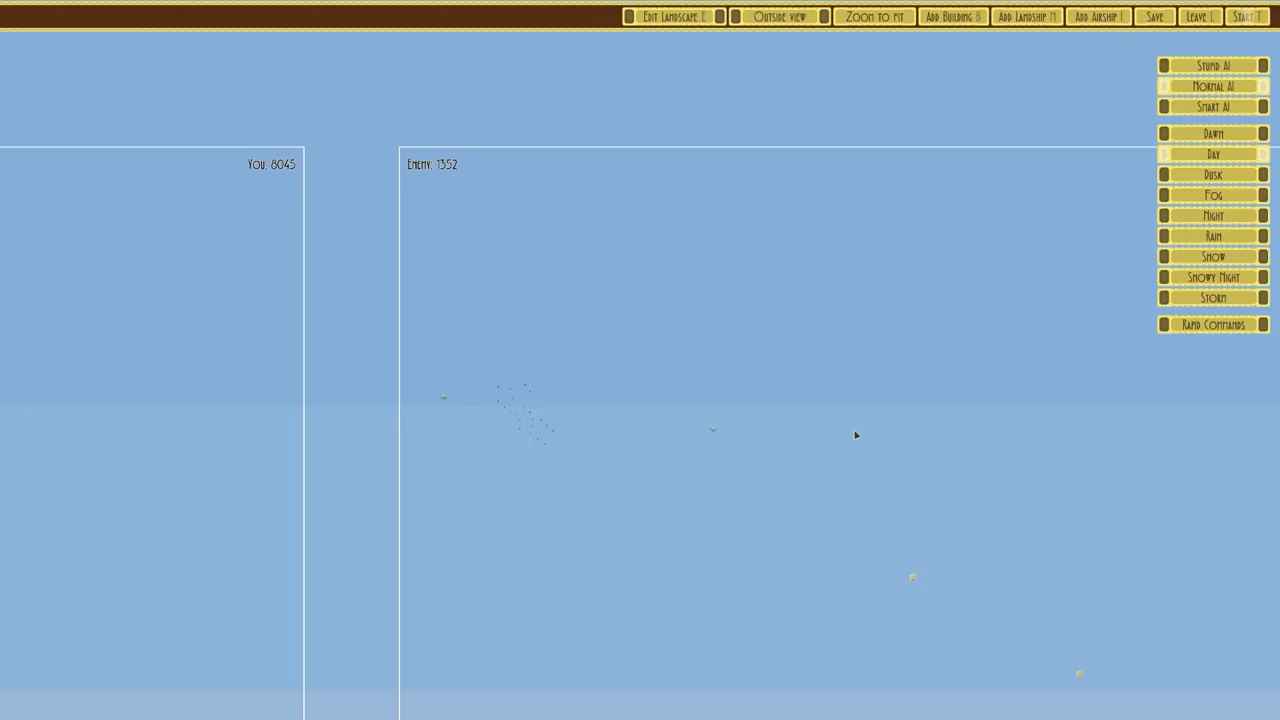 Edit Landscape E
Outside view
Zoom to fit
Add Building B
Add Landship N
Add Airship I
Save
Leave L
Start T
Stupid AI
Normal AI
Smart AI
Dawn
Day
Dusk
Fog
Night
Rain
Snow
Snowy Night
Storm
Rapid Commands
You: 8045
Enemy: 1352